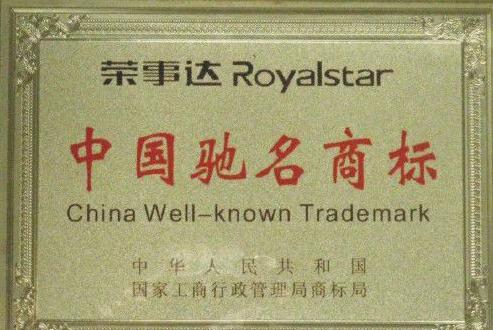 荣事达 Royalstar
中国驰名商标
China Well-known Trademark
中华人民共和国
国家工商行政管理局商标局